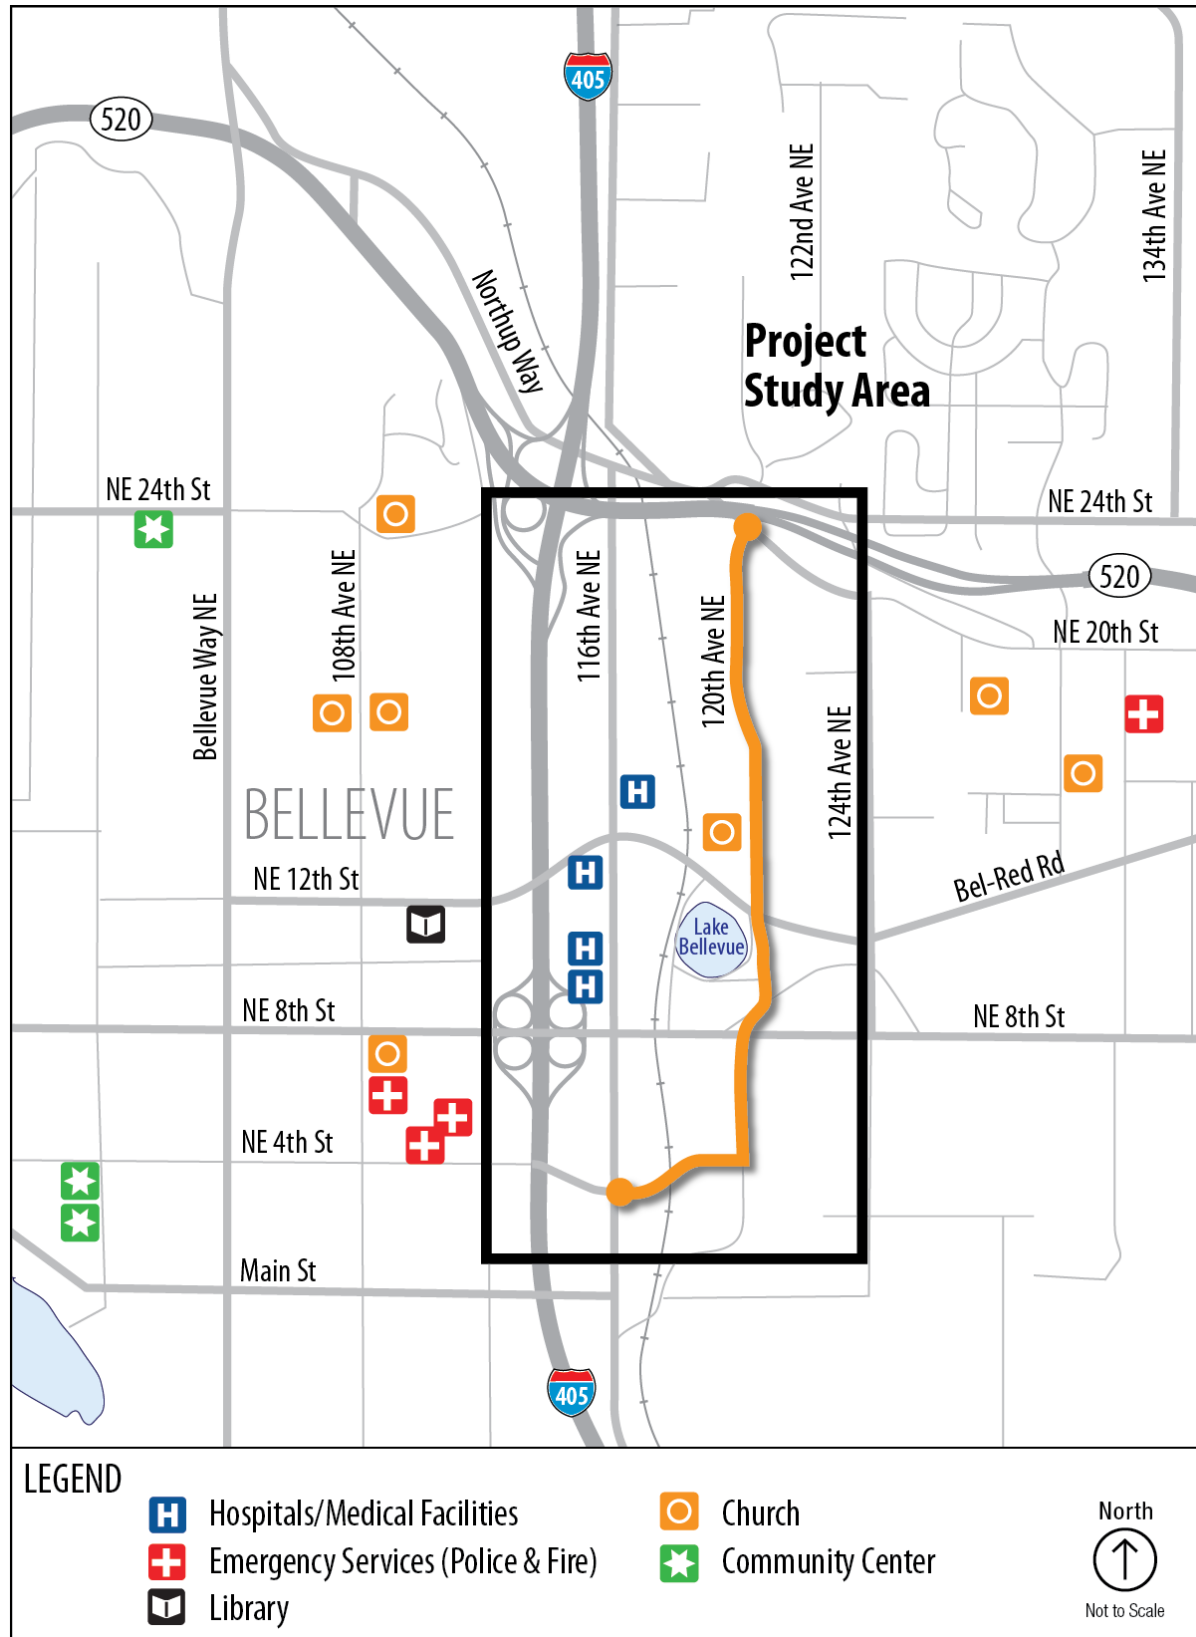 405
520
122nd Ave NE
134th Ave NE
Northup Way
Project
Study Area
NE 24th St
NE 24th St
520
Bellevue Way NE
108th Ave NE
116th Ave NE
120th Ave NE
NE 20th St
124th Ave NE
H
BELLEVUE
H
NE 12th St
Bel-Red Rd
Lake
Bellevue
H
H
NE 8th St
NE 8th St
NE 4th St
Main St
405
LEGEND
H Hospitals/Medical Facilities
Emergency Services (Police & Fire)
Library
Church
Community Center
North
Not to Scale